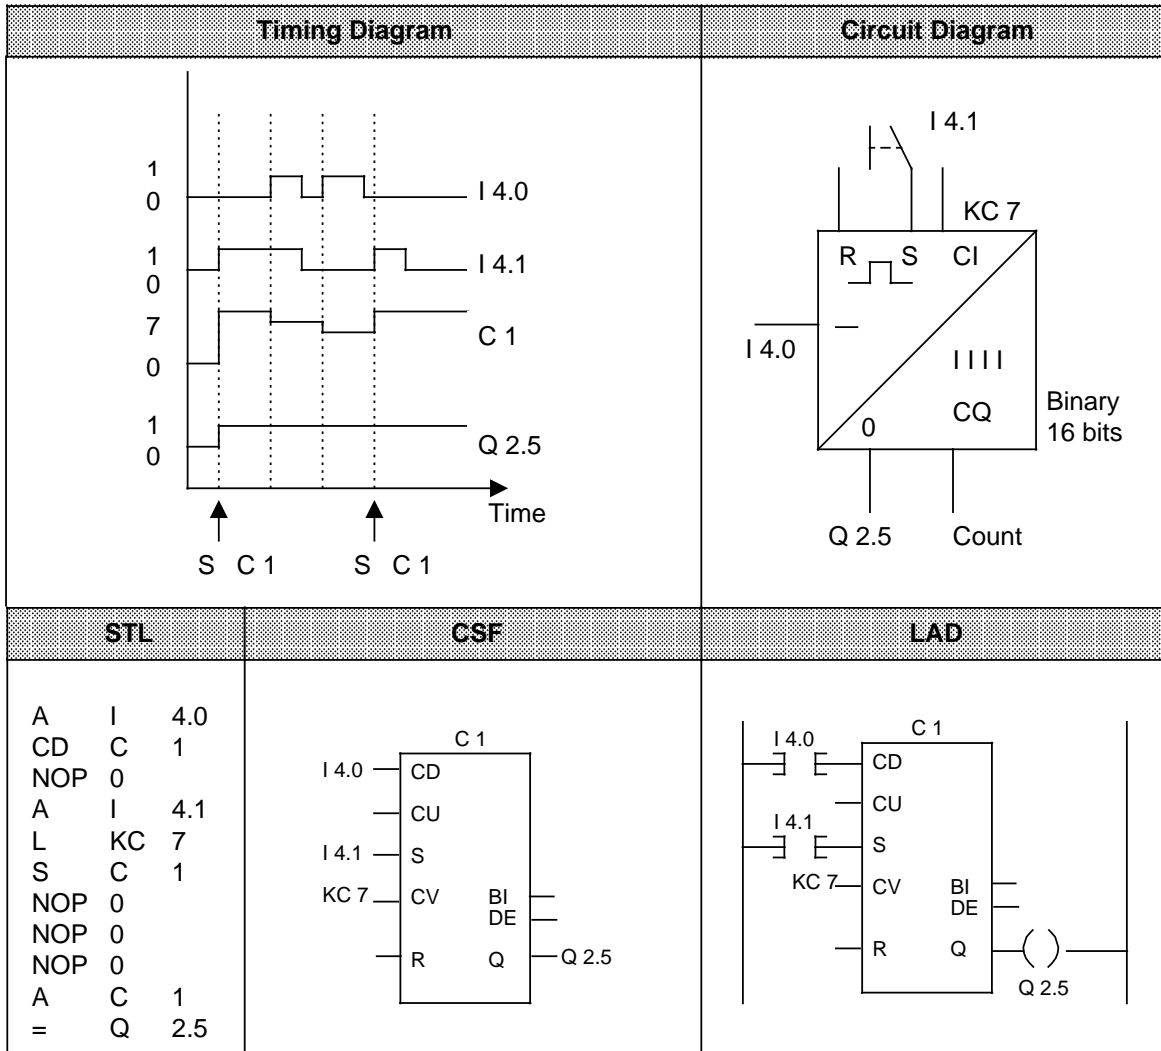 Timing Diagram
Circuit Diagram
1
0
I 4.0
1
0
I 4.1
7
0
C 1
1
0
Q 2.5
Time
S C 1
S C 1
I 4.1
KC 7
R S CI
I 4.0
I I I I
CQ
0
Binary
16 bits
Q 2.5
Count
STL
CSF
LAD
A I 4.0
CD C 1
NOP 0
A I 4.1
L KC 7
S C 1
NOP 0
NOP 0
NOP 0
A C 1
= Q 2.5
C 1
I 4.0
CD
CU
I 4.1
S
KC 7
CV
BI
DE
R
Q
Q 2.5
C 1
I 4.0
CD
CU
I 4.1
S
KC 7
CV
BI
DE
R
Q
Q 2.5